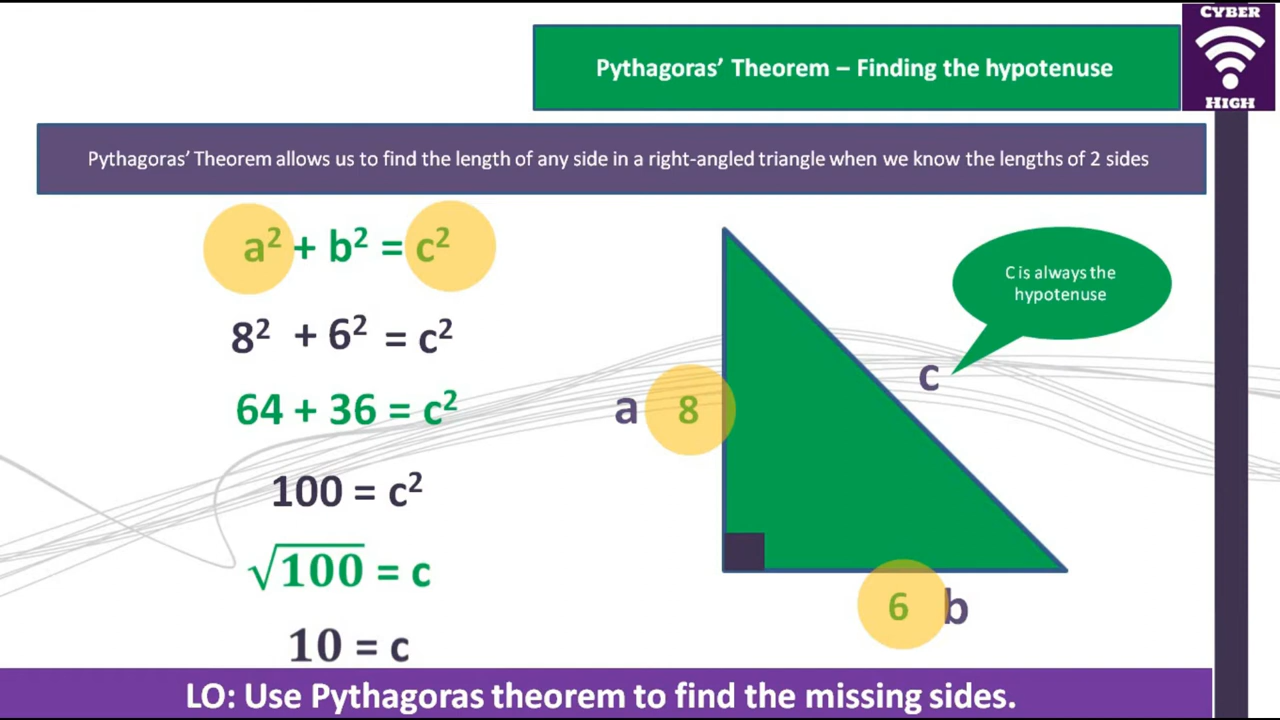 CYBER
HIGH
Pythagoras’ Theorem – Finding the hypotenuse
Pythagoras’ Theorem allows us to find the length of any side in a right-angled triangle when we know the lengths of 2 sides
a² + b² = c²
8² + 6² = c²
64 + 36 = c²
100 = c²
√100 = c
10 = c
C is always the
hypotenuse
c
a 8
6 b
LO: Use Pythagoras theorem to find the missing sides.